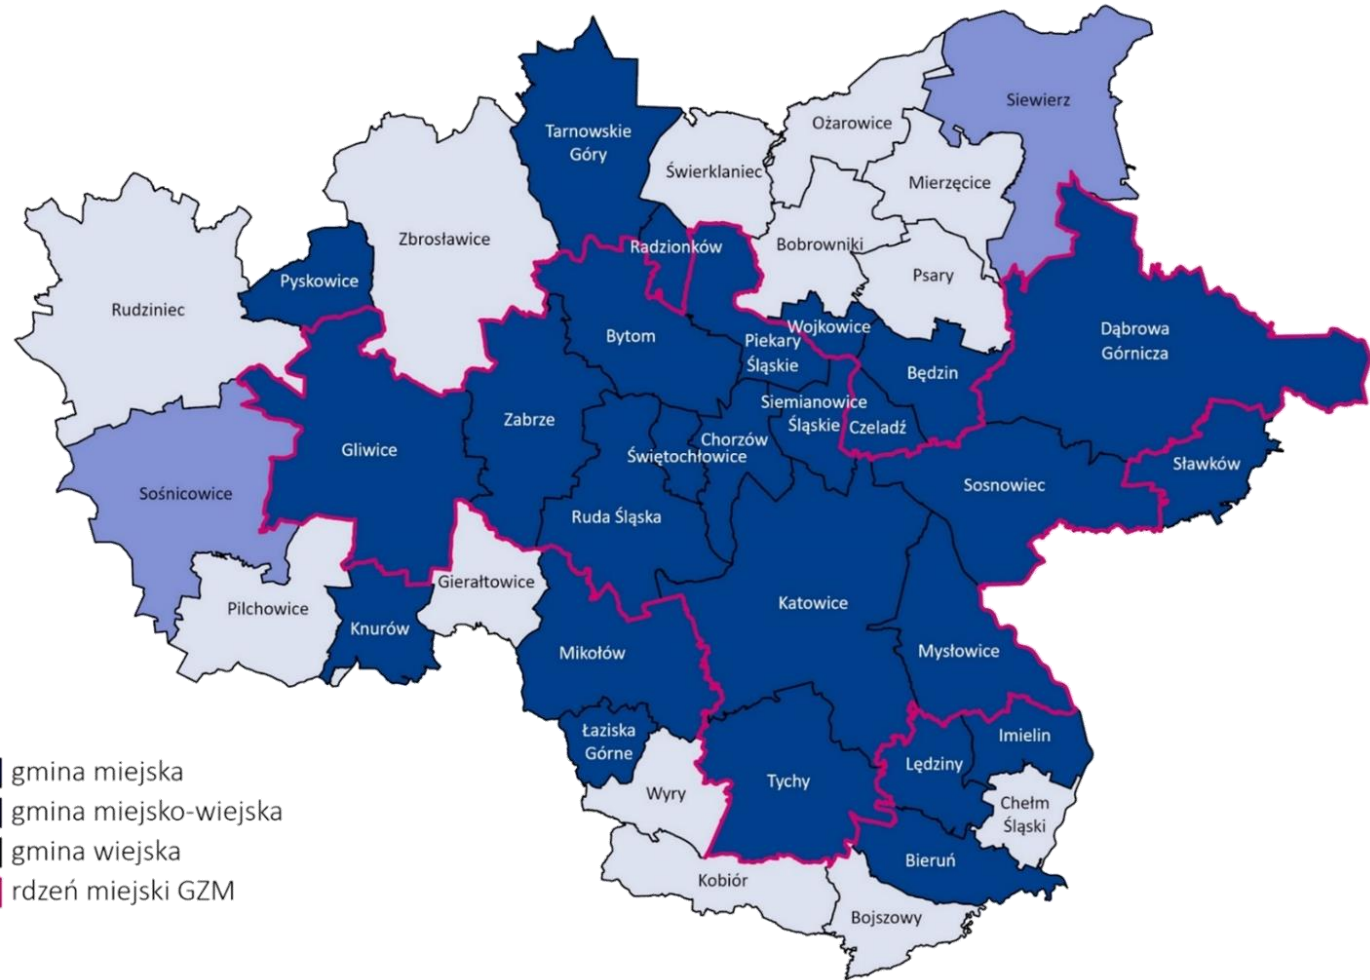 Siewierz
Ożarowice
Tarnowskie
Góry
Świerklaniec
Mierzęcice
Zbrosławice
Radzionków
Bobrowniki
Psary
Pyskowice
Rudziniec
Wojkowice
Dąbrowa
Górnicza
Bytom
Piekary
Śląskie
Będzin
Siemianowice
Śląskie
Czeladź
Zabrze
Chorzów
Gliwice
Świętochłowice
Sławków
Sosnowiec
Sośnicowice
Ruda Śląska
Gierałtowice
Katowice
Pilchowice
Knurów
Mikołów
Mysłowice
Łaziska
Górne
Imielin
Lędziny
Tychy
Wyry
Chełm
Śląski
Bieruń
Kobiór
Bojszowy
gmina miejska
gmina miejsko-wiejska
gmina wiejska
rdzeń miejski GZM